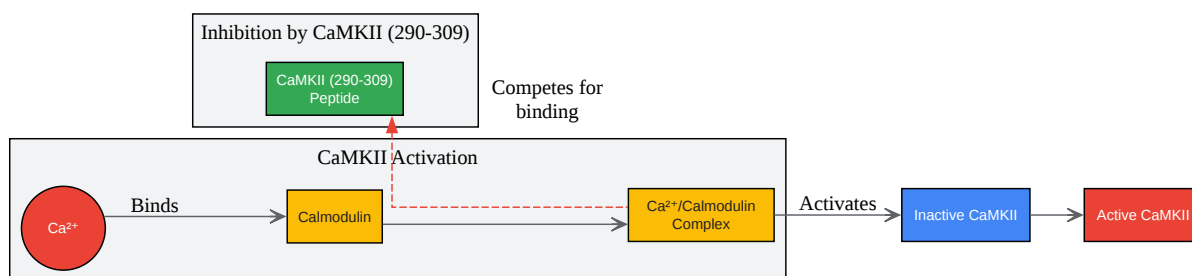 Inhibition by CaMKII (290-309)
CaMKII (290-309)
Peptide
Competes for
binding
CaMKII Activation
Ca²⁺
Binds
Calmodulin
Ca²⁺/Calmodulin
Complex
Activates
Inactive CaMKII
Active CaMKII